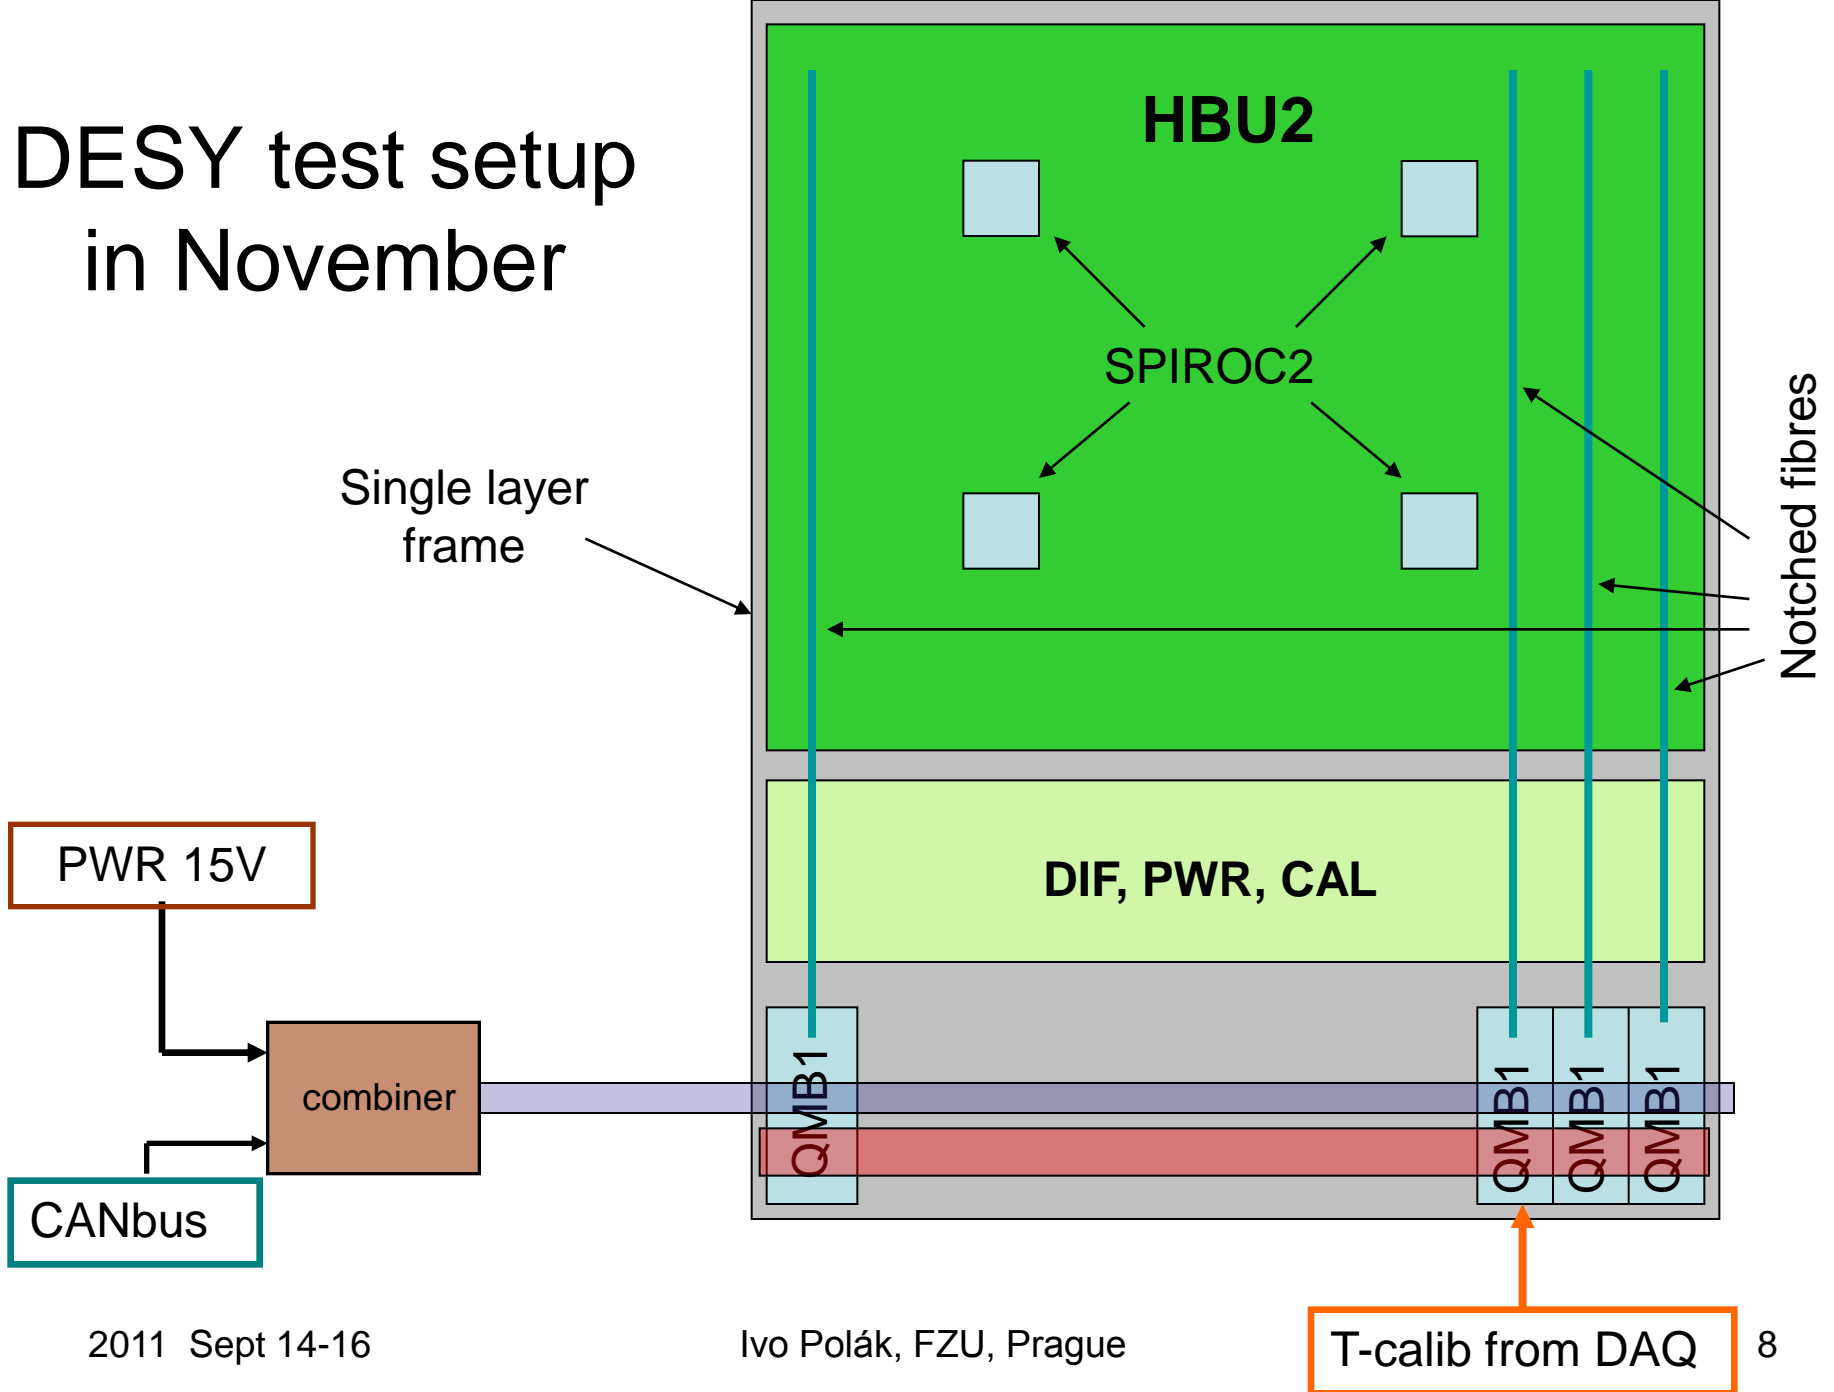 DESY test setup
in November
HBU2
SPIROC2
Single layer
frame
Notched fibres
PWR 15V
DIF, PWR, CAL
combiner
QMB1
QMB1
QMB1
QMB1
CANbus
T-calib from DAQ
2011 Sept 14-16
Ivo Polák, FZU, Prague
8